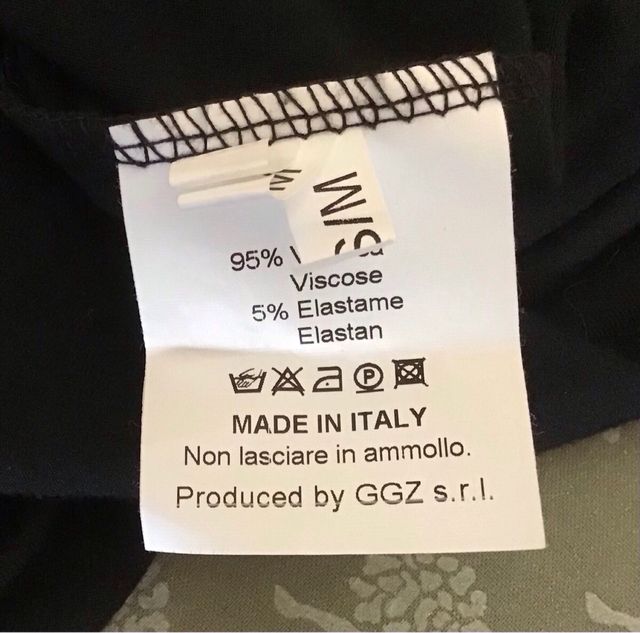 S/M
95%
Viscose
5% Elastame
Elastan
P
MADE IN ITALY
Non lasciare in ammollo.
Produced by GGZ s.r.l.